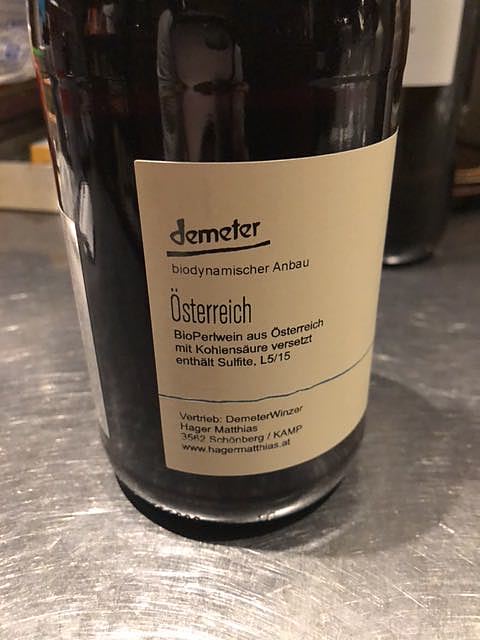 demeter
biodynamischer Anbau
Österreich
BioPerlwein aus Österreich
mit Kohlensäure versetzt
enthält Sulfite, L5/15
Vertrieb: DemeterWinzer
Hager Matthias
3562 Schönberg / KAMP
www.hagermatthias.at